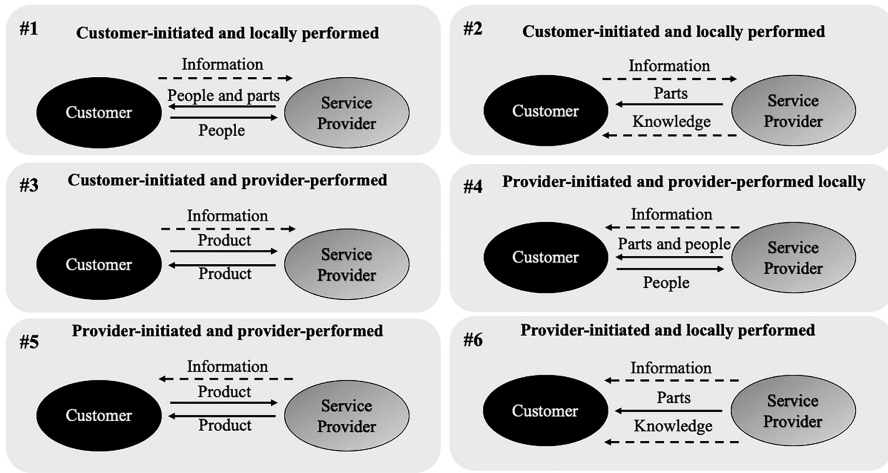 #1
Customer-initiated and locally performed
Information
People and parts
People
Customer
Service
Provider
#2
Customer-initiated and locally performed
Information
Parts
Knowledge
Customer
Service
Provider
#3
Customer-initiated and provider-performed
Information
Product
Product
Customer
Service
Provider
#4
Provider-initiated and provider-performed locally
Information
Parts and people
People
Customer
Service
Provider
#5
Provider-initiated and provider-performed
Information
Product
Product
Customer
Service
Provider
#6
Provider-initiated and locally performed
Information
Parts
Knowledge
Customer
Service
Provider